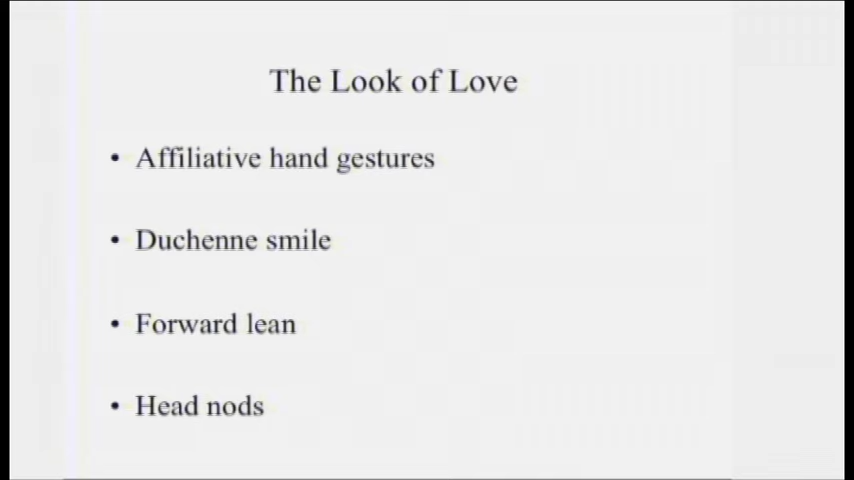 The Look of Love
• Affiliative hand gestures
• Duchenne smile
• Forward lean
• Head nods